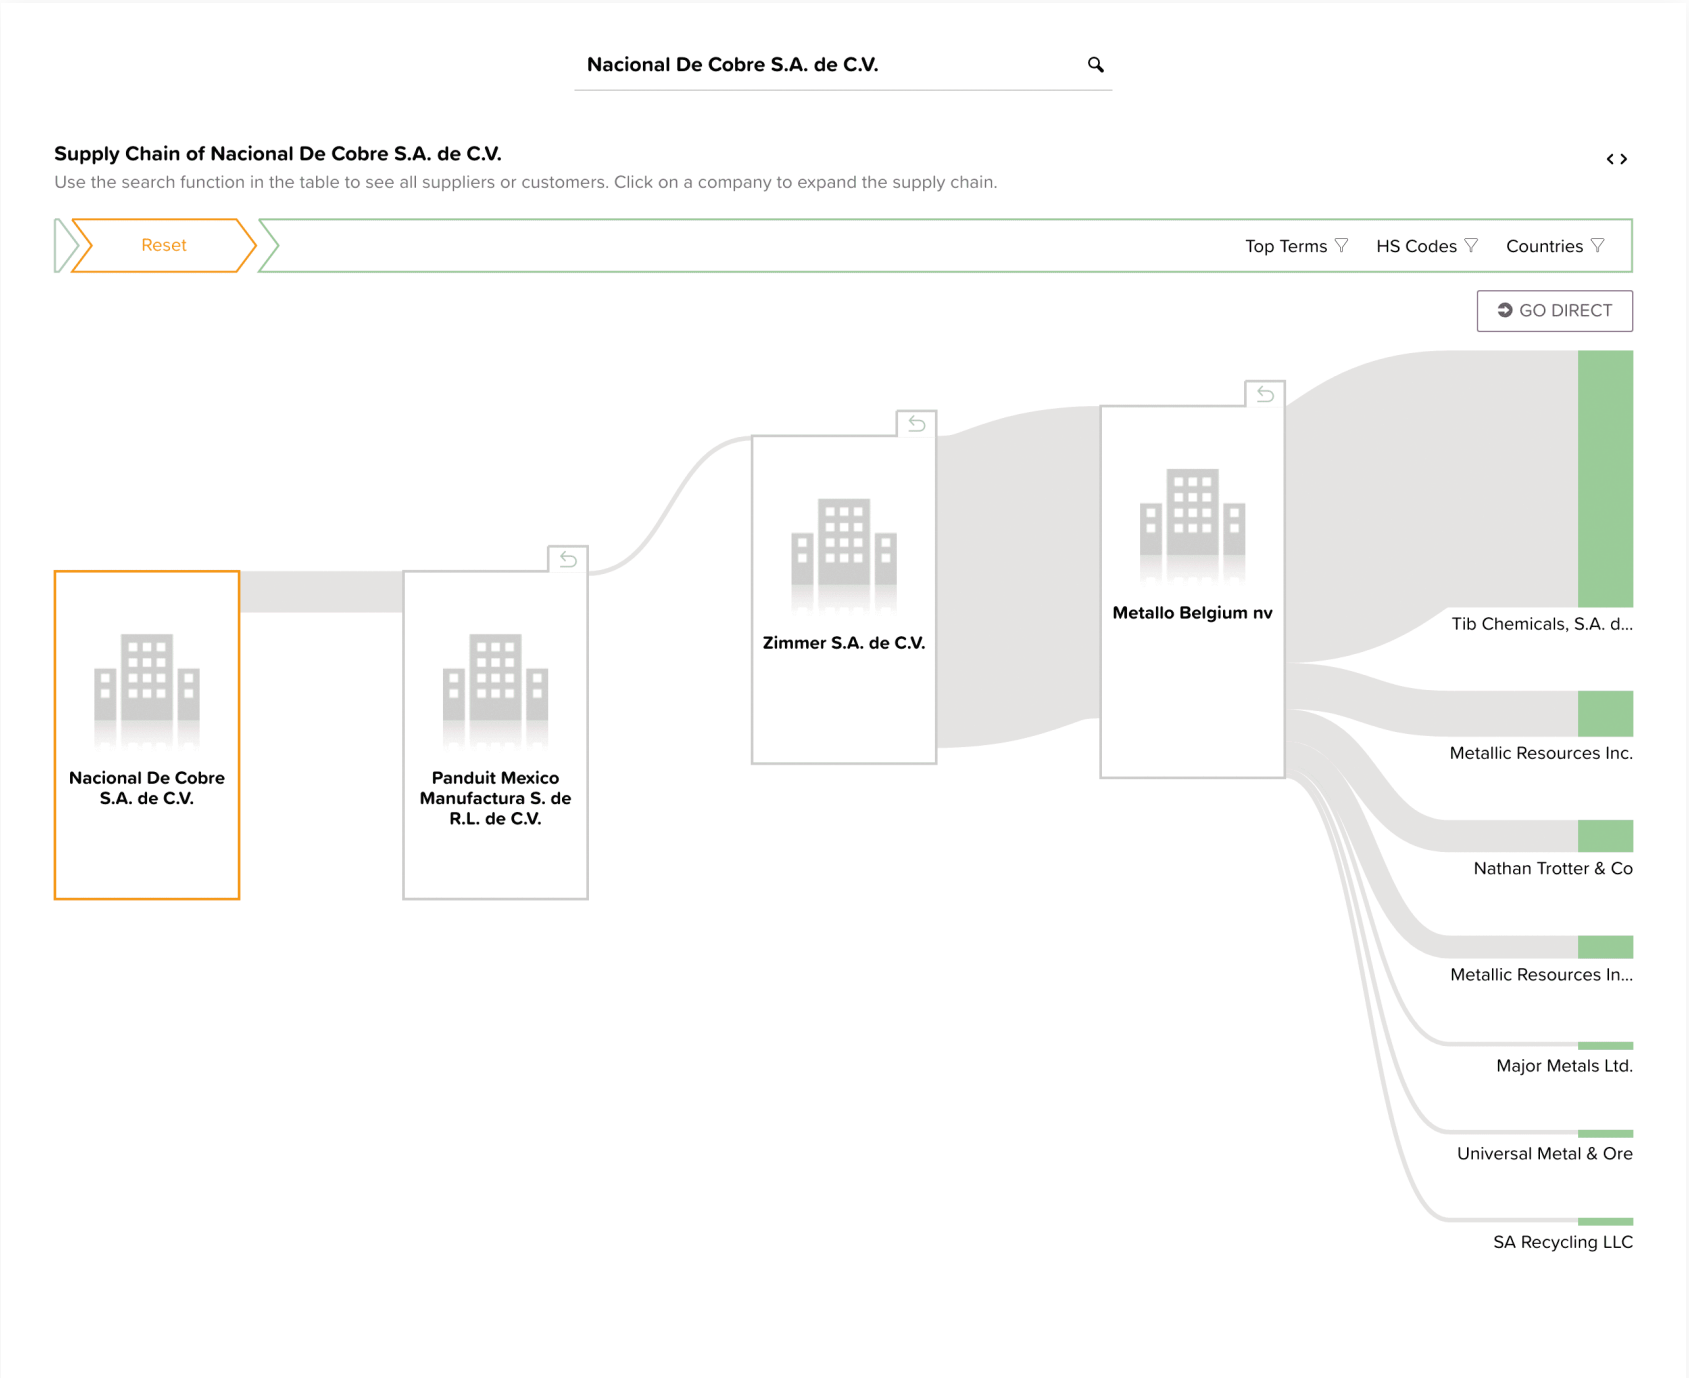 Nacional De Cobre S.A. de C.V.
Supply Chain of Nacional De Cobre S.A. de C.V.
Use the search function in the table to see all suppliers or customers. Click on a company to expand the supply chain.
Reset
Top Terms HS Codes Countries
GO DIRECT
Nacional De Cobre
S.A. de C.V.
Panduit Mexico
Manufactura S. de
R.L. de C.V.
Zimmer S.A. de C.V.
Metallo Belgium nv
Tib Chemicals, S.A. d...
Metallic Resources Inc.
Nathan Trotter & Co
Metallic Resources In...
Major Metals Ltd.
Universal Metal & Ore
SA Recycling LLC